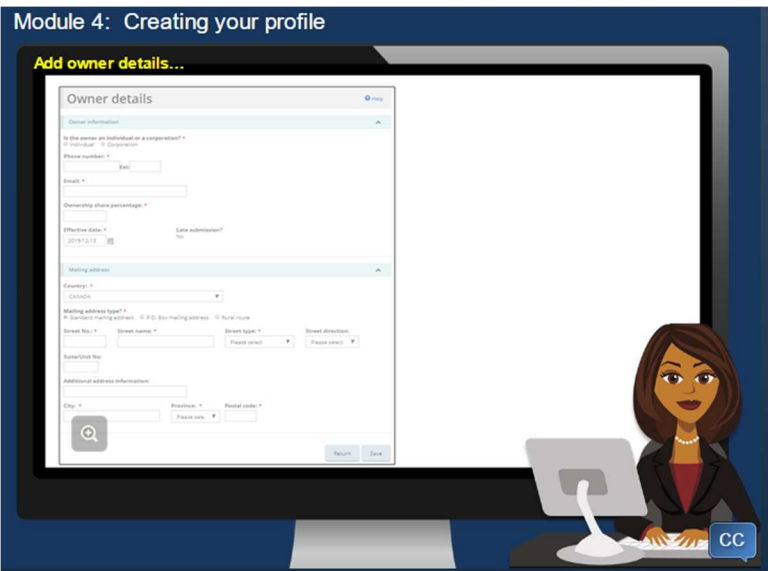 Module 4: Creating your profile
Add owner details...
Owner details
Help
Owner information
Is the owner an individual or a corporation? *
Individual Corporation
Phone number: *
Ext:
Email: *
Ownership share percentage: *
Effective date: * Late submission?
2019-12-13 No
Mailing address
Country: *
CANADA
Mailing address type? *
Standard mailing address P.O. Box mailing address Rural route
Street No.: * Street name: * Street type: * Street direction:
Please select Please select
Suite/Unit No:
Additional address information:
City: * Province: * Postal code: *
Please sele
Return Save
CC